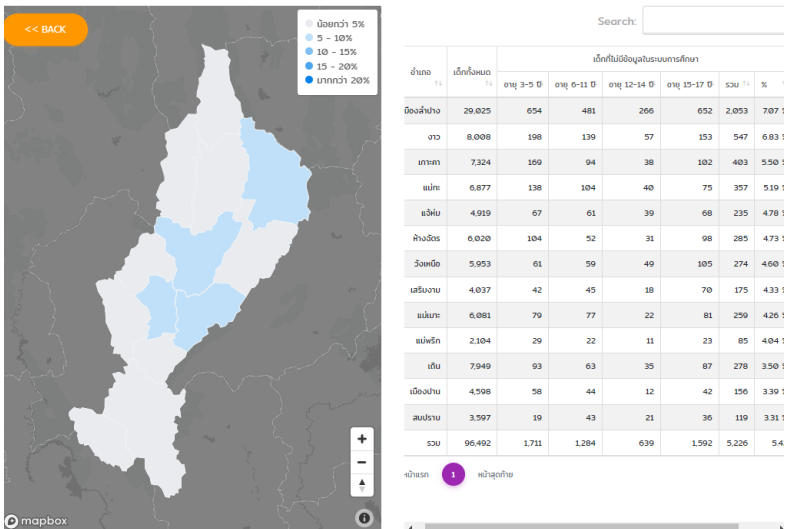 << BACK
น้อยกว่า 5%
5 - 10%
10 - 15%
15 - 20%
มากกว่า 20%
mapbox
Search:
อำเภอ เด็กทั้งหมด เด็กที่ไม่มีข้อมูลในระบบการศึกษา
อายุ 3-5 ปี อายุ 6-11 ปี อายุ 12-14 ปี อายุ 15-17 ปี รวม %
มืองลำปาง 29,025 654 481 266 652 2,053 7.07
งาว 8,008 198 139 57 153 547 6.83
เกาะคา 7,324 169 94 38 102 403 5.50
แม่ทะ 6,877 138 104 40 75 357 5.19
แจ้ห่ม 4,919 67 61 39 68 235 4.78
ห้างฉัตร 6,020 104 52 31 98 285 4.73
วังเหนือ 5,953 61 59 49 105 274 4.60
เสริมงาม 4,037 42 45 18 70 175 4.33
แม่เมาะ 6,081 79 77 22 81 259 4.26
แม่พริก 2,104 29 22 11 23 85 4.04
เถิน 7,949 93 63 35 87 278 3.50
เมืองปาน 4,598 58 44 12 42 156 3.39
สบปราบ 3,597 19 43 21 36 119 3.31
รวม 96,492 1,711 1,284 639 1,592 5,226 5.4
หน้าแรก 1 หน้าสุดท้าย